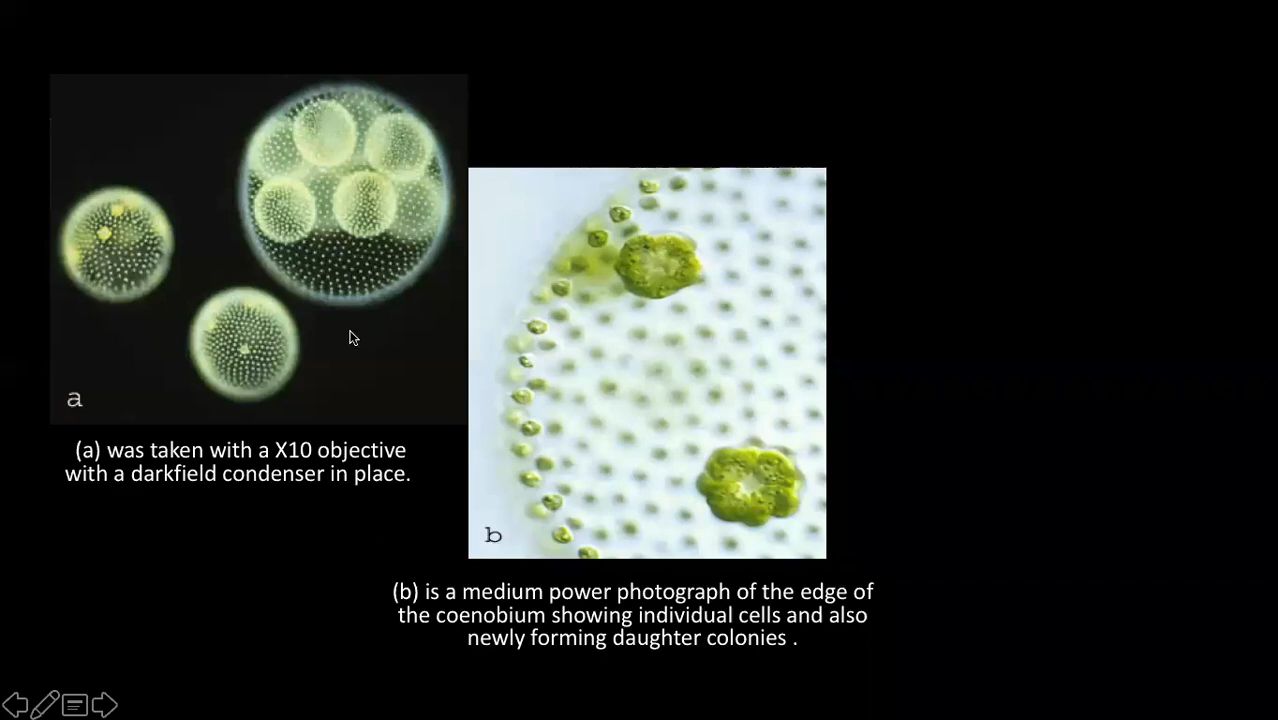 a
(a) was taken with a X10 objective
with a darkfield condenser in place.
b
(b) is a medium power photograph of the edge of
the coenobium showing individual cells and also
newly forming daughter colonies .